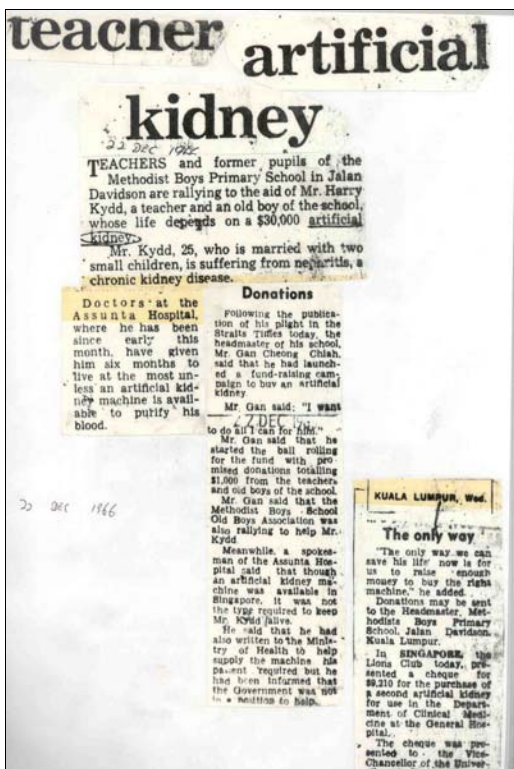 teacher artificial
kidney
22 DEC 1966
TEACHERS and former pupils of the
Methodist Boys Primary School in Jalan
Davidson are rallying to the aid of Mr. Harry
Kydd, a teacher and an old boy of the school,
whose life depends on a $30,000 artificial
kidney.
Mr. Kydd, 25, who is married with two
small children, is suffering from nephritis, a
chronic kidney disease.
Doctors at the
Assunta Hospital,
where he has been
since early this
month, have given
him six months to
live at the most un-
less an artificial kid-
ney machine is avail-
able to purify his
blood.
Donations
Following the publica-
tion of his plight in the
Straits Times today, the
headmaster of his school,
Mr. Gan Cheong Chiah,
said that he had launch-
ed a fund-raising cam-
paign to buy an artificial
kidney.
Mr. Gan said: "I want
22 DEC
to do all I can for him."
Mr. Gan said that he
started the ball rolling
for the fund with pro
mised donations totalling
$1,000 from the teachers
and old boys of the school.
Mr. Gan said that the
Methodist Boys School
Old Boys Association was
also rallying to help Mr.
Kydd
Meanwhile, a spokes-
man of the Assunta Hos-
pital said that though
an artificial kidney ma-
chine was available in
Singapore, it was not
the type required to keep
Mr. Kydd alive.
He said that he had
also written to the Minis-
try of Health to help
supply the machine his
patient required but he
had been informed that
the Government was not
in a position to help.
22 DEC 1966
KUALA LUMPUR, Wed.
The only way
"The only way we can
save his life now is for
us to raise enough
money to buy the right
machine," he added.
Donations may be sent
to the Headmaster, Met-
hodists Boys Primary
School, Jalan Davidson,
Kuala Lumpur.
In SINGAPORE, the
Lions Club today, pre-
sented a cheque for
$9,210 for the purchase of
a second artificial kidney
for use in the Depart-
ment of Clinical Medi-
cine at the General Hos-
pital.
The cheque was pre-
sented to the Vice-
Chancellor of the Univer-